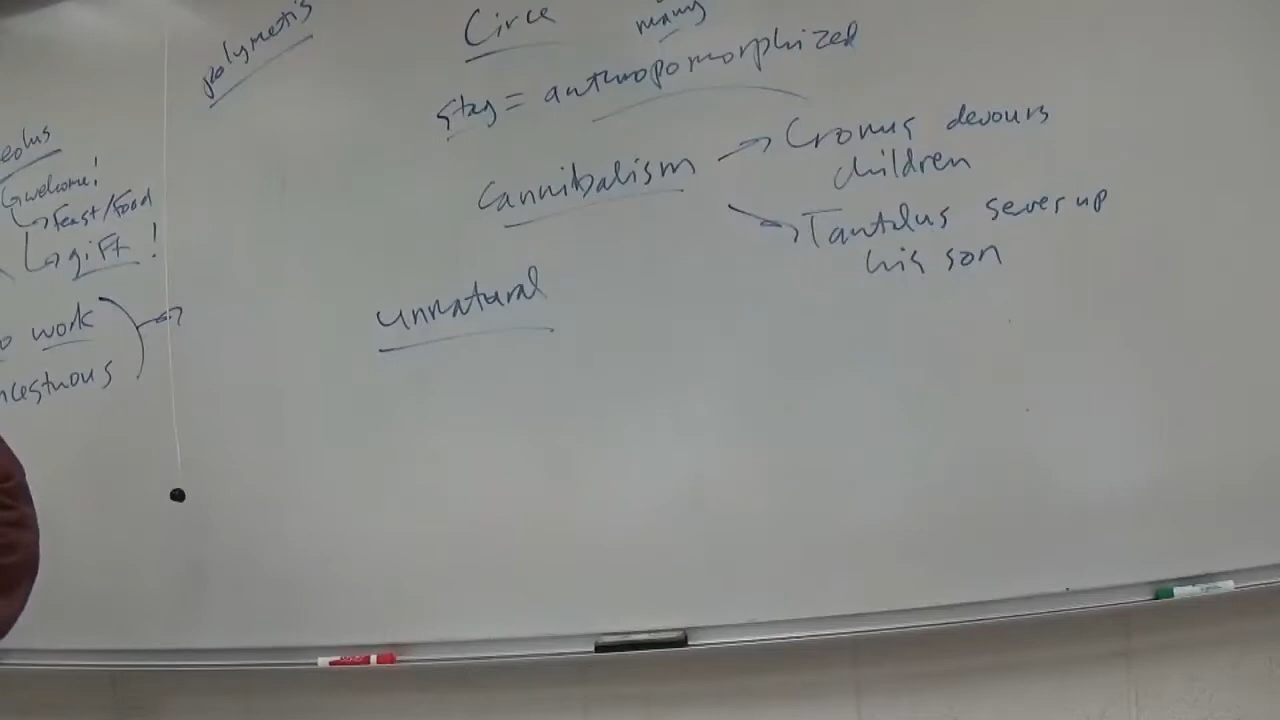 polymetis
eolus
↳ welcome!
↳ Feast/Food
↳ gift!
o work
ncestuous
Circe
many
Stag = anthropomorphized
Cannibalism → Cronus devours
children
→ Tantalus serves up
his son
unnatural